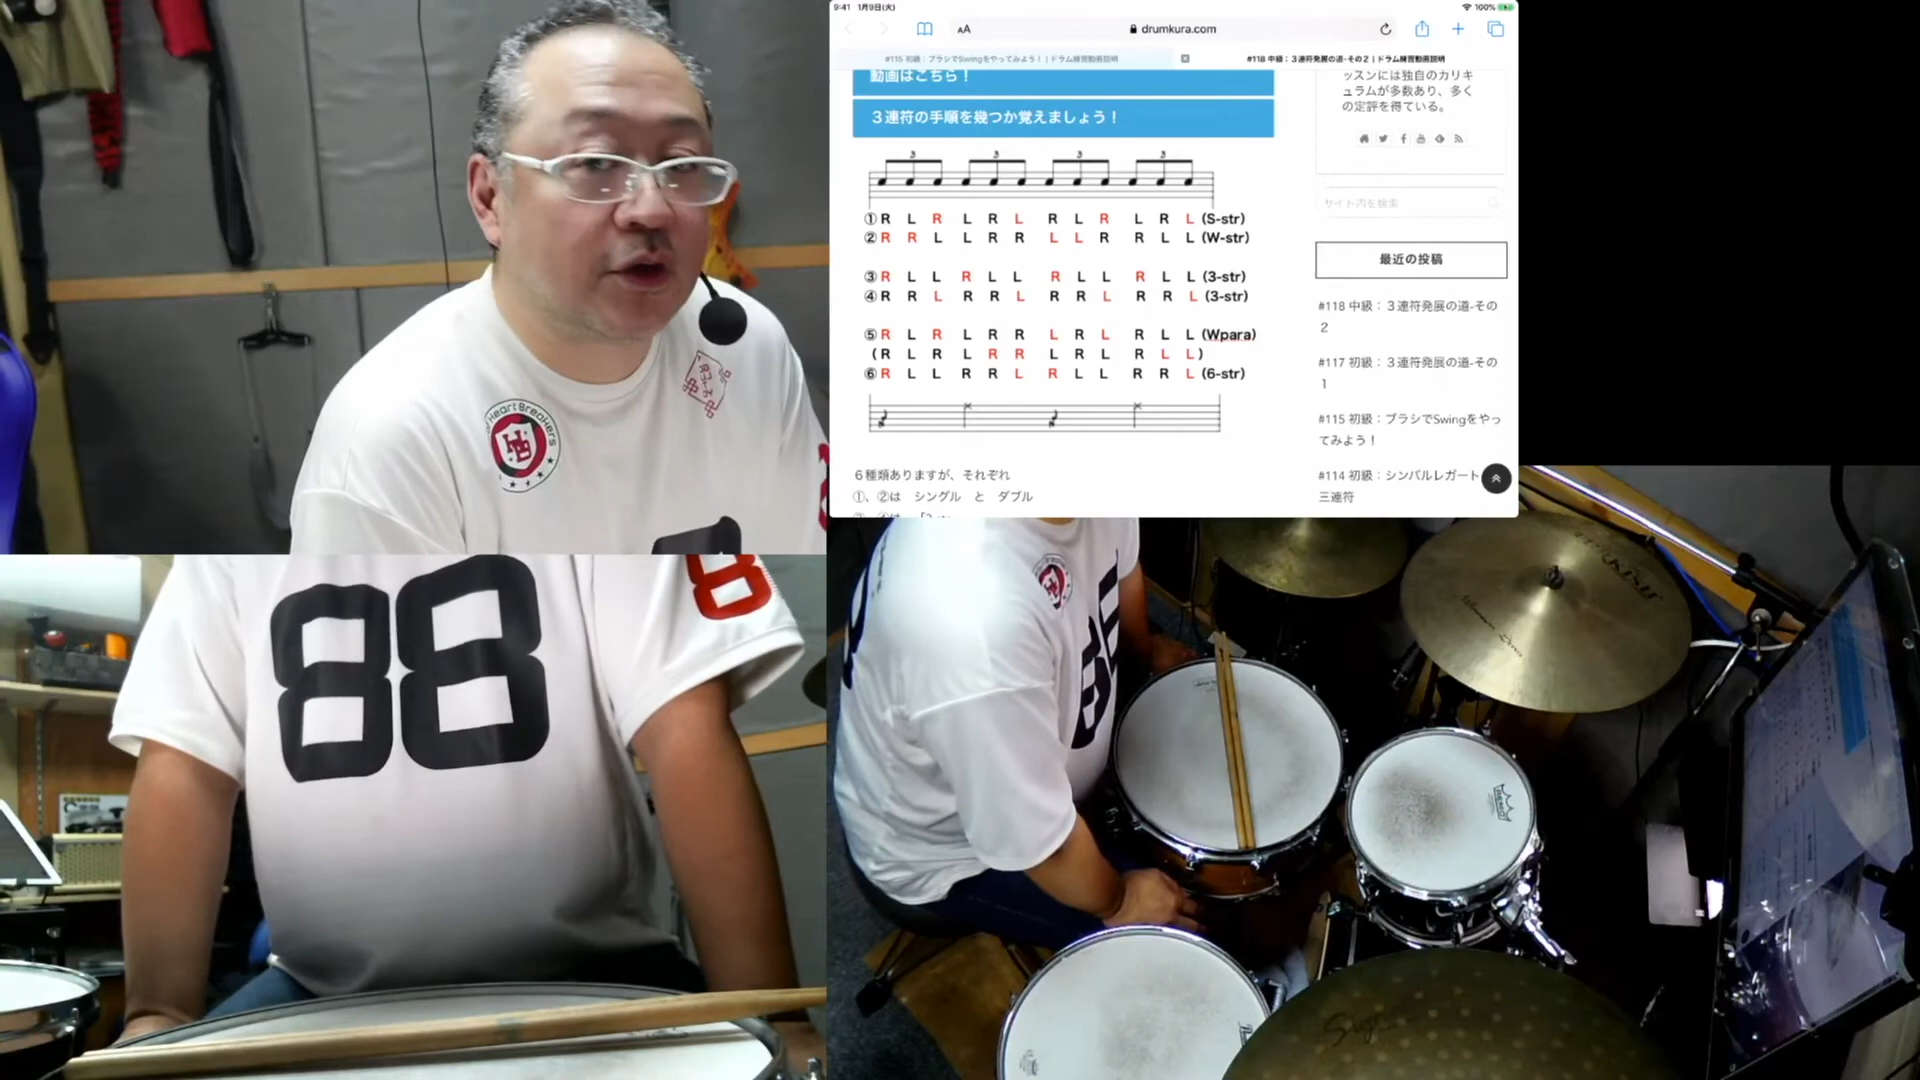 9:41 1月9日(火)
100%
AA
drumkura.com
#115 初級：ブラシでSwingをやってみよう！ | ドラム練習動画説明
#118 中級：３連符発展の道-その２ | ドラム練習動画説明
動画はこちら！
３連符の手順を幾つか覚えましょう！
3 3 3 3
① R L R L R L R L R L R L (S-str)
② R R L L R R L L R R L L (W-str)
③ R L L R L L R L L R L L (3-str)
④ R R L R R L R R L R R L (3-str)
⑤ R L R L R R L R L R L L (Wpara)
( R L R L R R L R L R L L )
⑥ R L L R R L R L L R R L (6-str)
６種類ありますが、それぞれ
①、②は シングル と ダブル
ッスンには独自のカリキ
ュラムが多数あり、多く
の定評を得ている。
サイト内を検索
最近の投稿
#118 中級：３連符発展の道-その
２
#117 初級：３連符発展の道-その
１
#115 初級：ブラシでSwingをやっ
てみよう！
#114 初級：シンバルレガート
三連符
Heart Breakers
HB
88
8
88
REMO